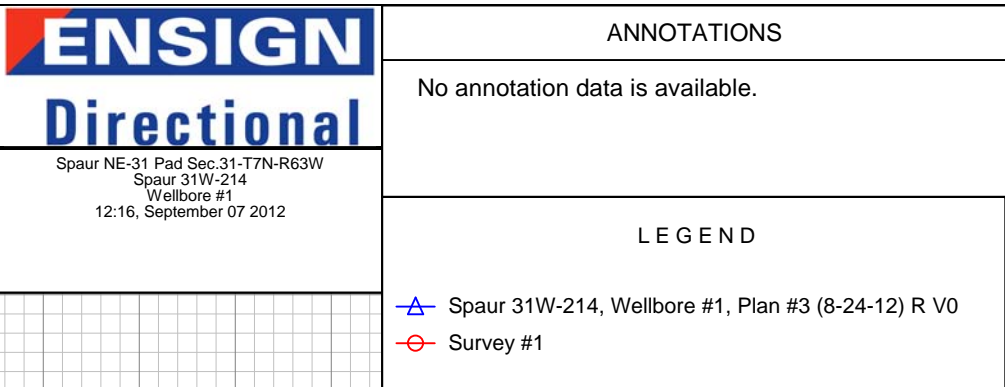 ENSIGN
Directional
Spaur NE-31 Pad Sec.31-T7N-R63W
Spaur 31W-214
Wellbore #1
12:16, September 07 2012
ANNOTATIONS
No annotation data is available.
L E G E N D
Spaur 31W-214, Wellbore #1, Plan #3 (8-24-12) R V0
Survey #1